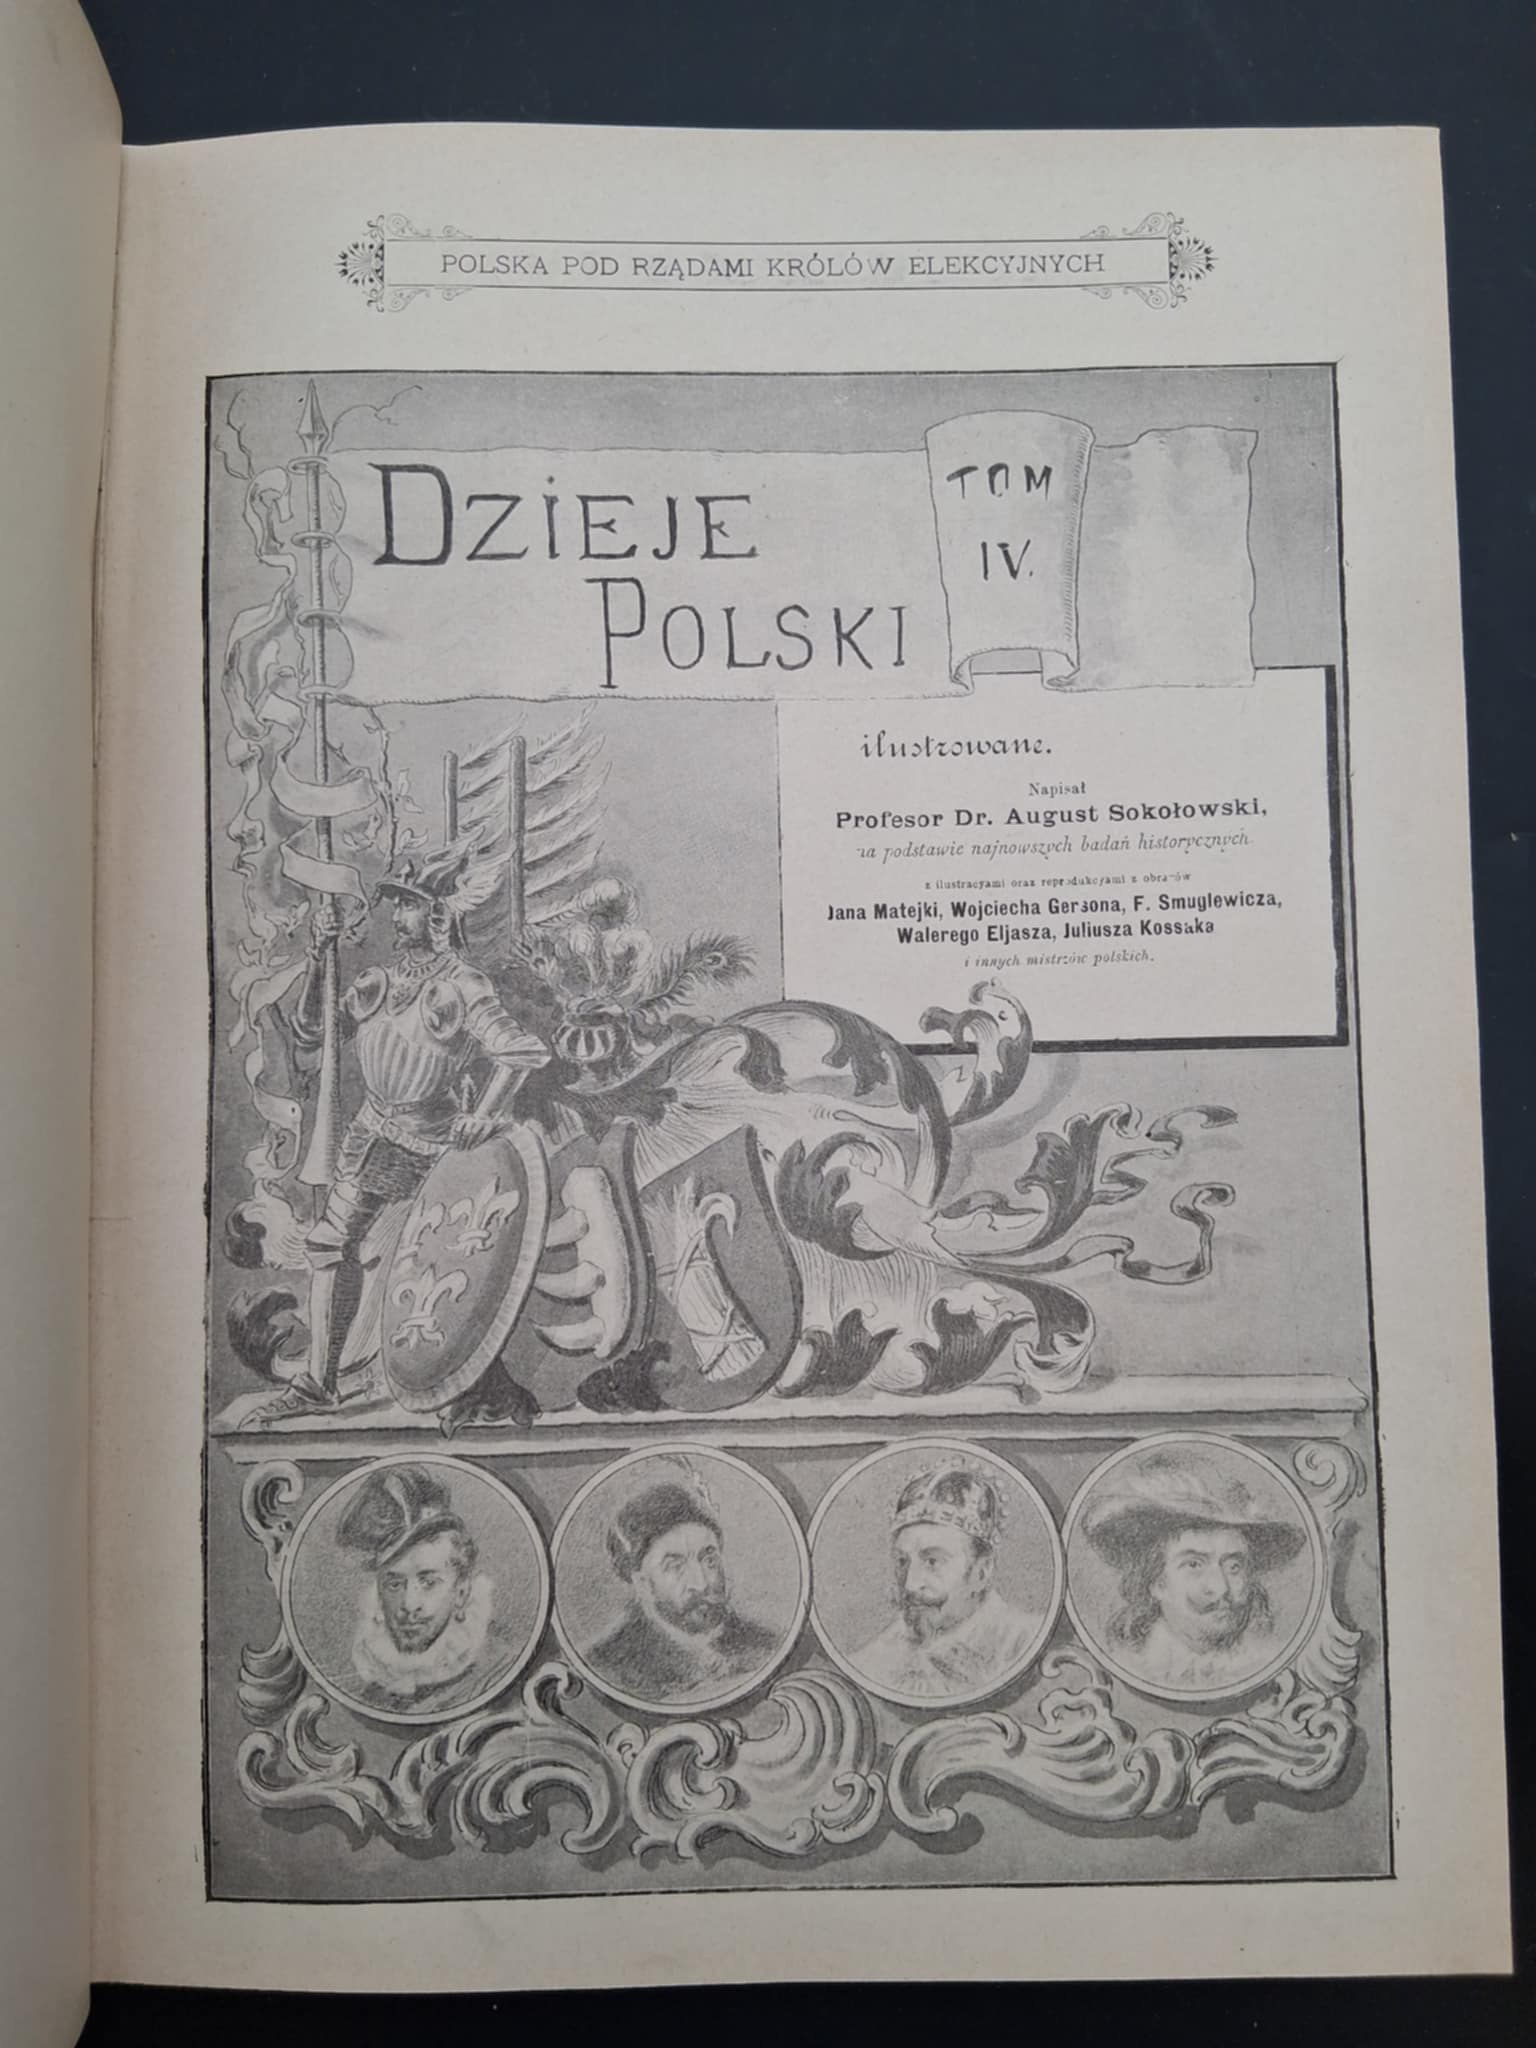 POLSKA POD RZĄDAMI KRÓLÓW ELEKCYJNYCH
DZIEJE
POLSKI
TOM
IV.
ilustrowane.
Napisał
Profesor Dr. August Sokołowski,
na podstawie najnowszych badań historycznych
z ilustracyami oraz reprodukcyami z obrazów
Jana Matejki, Wojciecha Gersona, F. Smuglewicza,
Walerego Eljasza, Juliusza Kossaka
i innych mistrzów polskich.